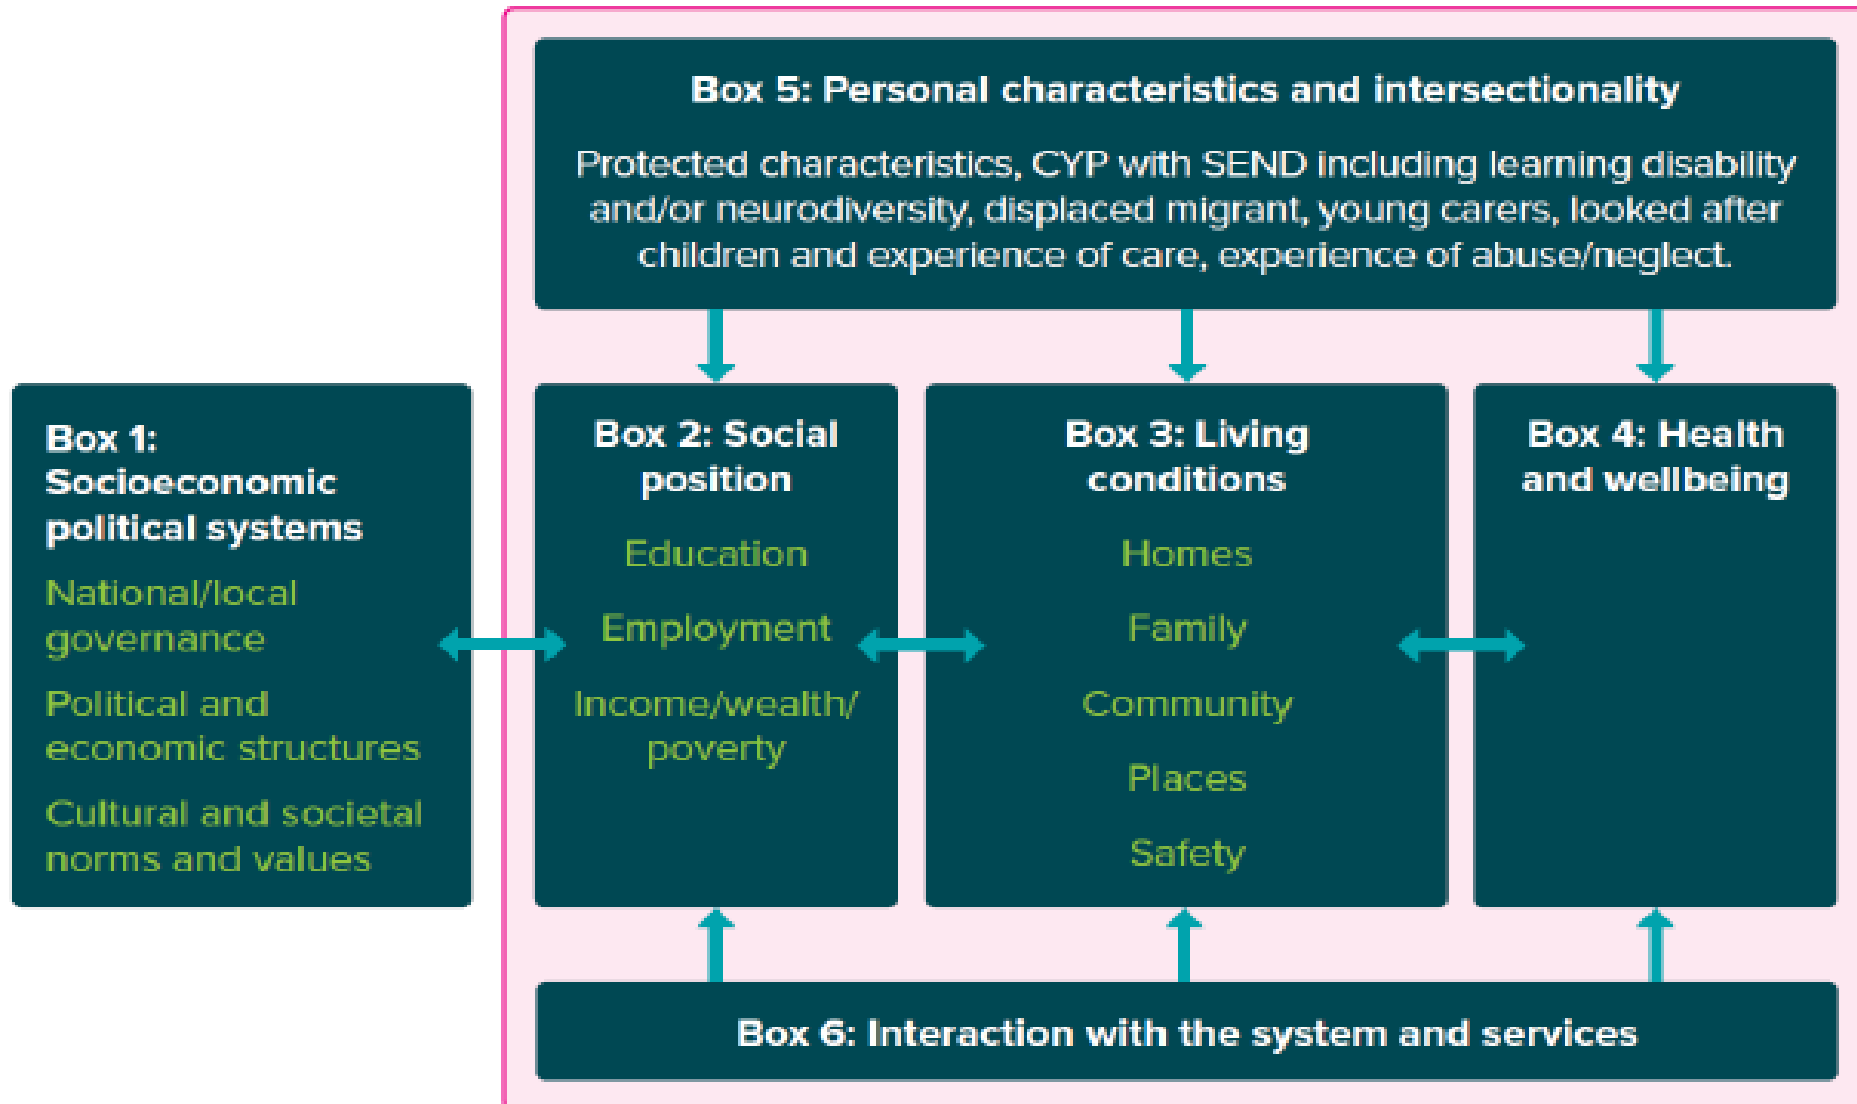 Box 5: Personal characteristics and intersectionality
Protected characteristics, CYP with SEND including learning disability
and/or neurodiversity, displaced migrant, young carers, looked after
children and experience of care, experience of abuse/neglect.
Box 1:
Socioeconomic
political systems
National/local
governance
Political and
economic structures
Cultural and societal
norms and values
Box 2: Social
position
Education
Employment
Income/wealth/
poverty
Box 3: Living
conditions
Homes
Family
Community
Places
Safety
Box 4: Health
and wellbeing
Box 6: Interaction with the system and services